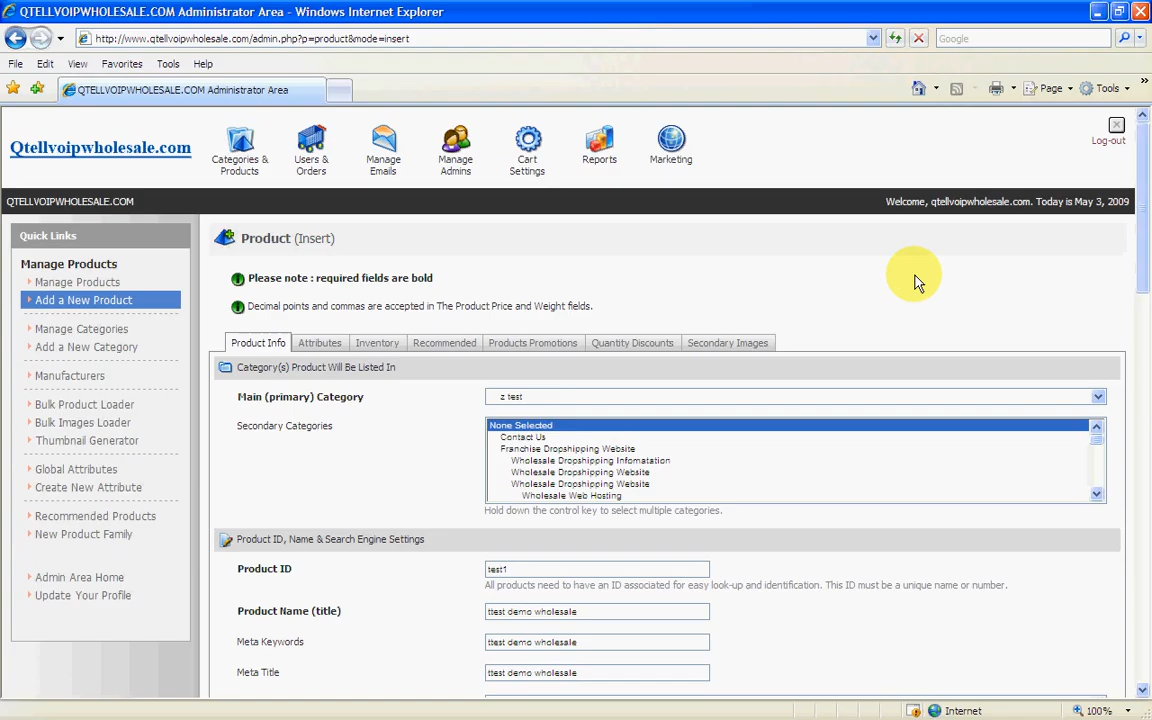 QTELLVOIPWHOLESALE.COM Administrator Area - Windows Internet Explorer
http://www.qtellvoipwholesale.com/admin.php?p=product&mode=insert
Google
File Edit View Favorites Tools Help
QTELLVOIPWHOLESALE.COM Administrator Area
Page Tools
Qtellvoipwholesale.com
Categories & Products
Users & Orders
Manage Emails
Manage Admins
Cart Settings
Reports
Marketing
Log-out
QTELLVOIPWHOLESALE.COM
Welcome, qtellvoipwholesale.com. Today is May 3, 2009
Quick Links
Manage Products
Manage Products
Add a New Product
Manage Categories
Add a New Category
Manufacturers
Bulk Product Loader
Bulk Images Loader
Thumbnail Generator
Global Attributes
Create New Attribute
Recommended Products
New Product Family
Admin Area Home
Update Your Profile
Product (Insert)
Please note : required fields are bold
Decimal points and commas are accepted in The Product Price and Weight fields.
Product Info Attributes Inventory Recommended Products Promotions Quantity Discounts Secondary Images
Category(s) Product Will Be Listed In
Main (primary) Category
z test
Secondary Categories
None Selected
Contact Us
Franchise Dropshipping Website
Wholesale Dropshipping Infomatation
Wholesale Dropshipping Website
Wholesale Dropshipping Website
Wholesale Web Hosting
Hold down the control key to select multiple categories.
Product ID, Name & Search Engine Settings
Product ID
test1
All products need to have an ID associated for easy look-up and identification. This ID must be a unique name or number.
Product Name (title)
ttest demo wholesale
Meta Keywords
ttest demo wholesale
Meta Title
ttest demo wholesale
Internet
100%